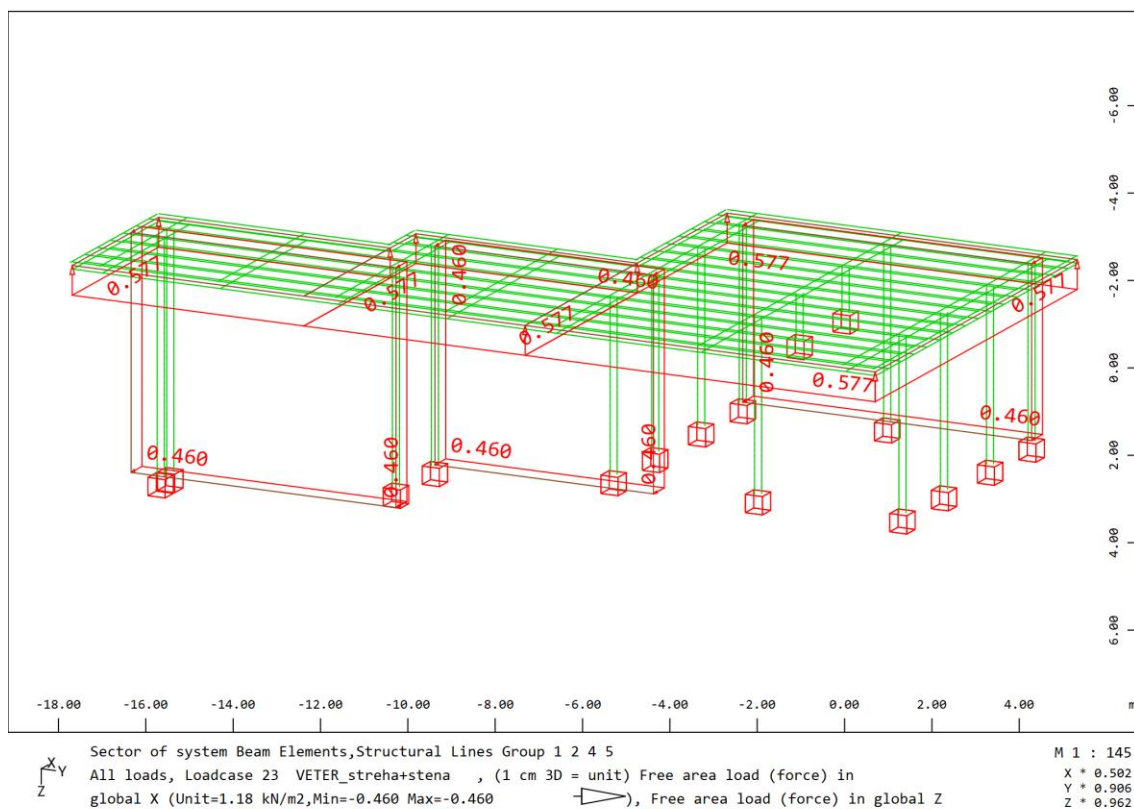 -6.00
-4.00
-2.00
0.00
2.00
4.00
6.00
0.577
0.577
0.460
0.460
0.577
0.577
0.577
0.460
0.577
0.460
0.460
0.460
0.460
0.460
-18.00 -16.00 -14.00 -12.00 -10.00 -8.00 -6.00 -4.00 -2.00 0.00 2.00 4.00 m
X Y Z
Sector of system Beam Elements,Structural Lines Group 1 2 4 5
M 1 : 145
All loads, Loadcase 23 VETER_streha+stena , (1 cm 3D = unit) Free area load (force) in
X * 0.502
global X (Unit=1.18 kN/m2,Min=-0.460 Max=-0.460 ), Free area load (force) in global Z
Y * 0.906
Z * 0.962